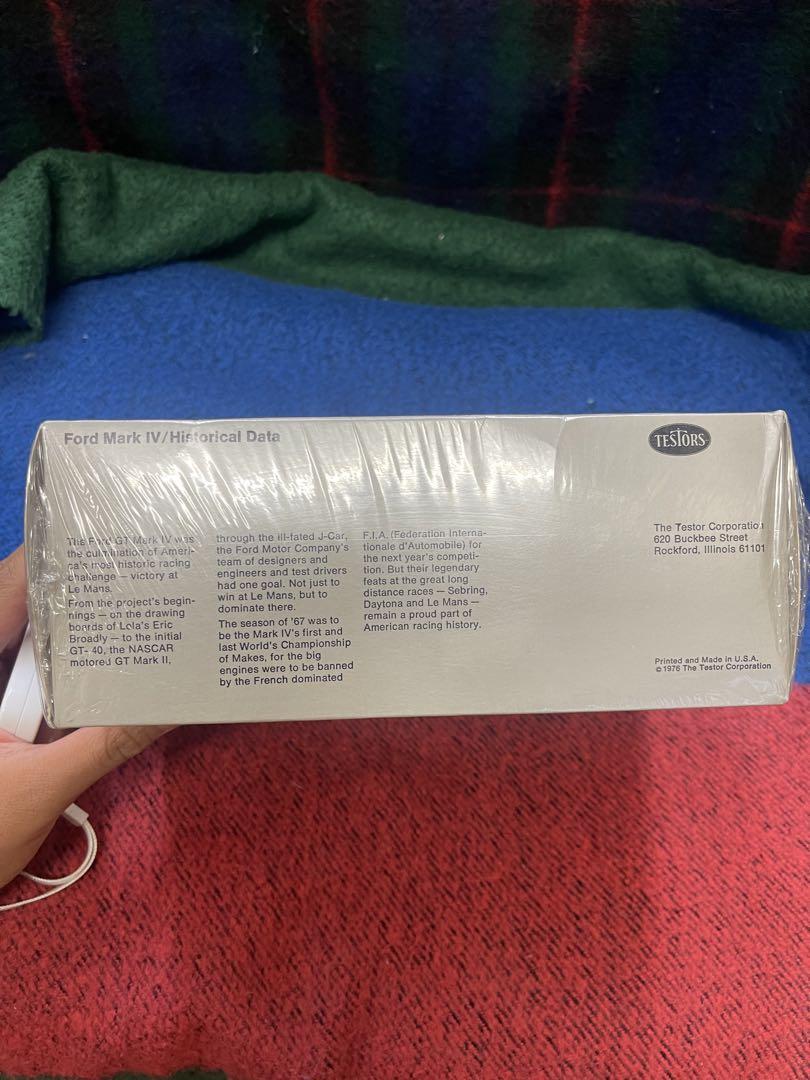 Ford Mark IV/Historical Data
TESTORS
The Ford GT Mark IV was
the culmination of Ameri-
ca's most historic racing
challenge — victory at
Le Mans.
From the project's begin-
nings — on the drawing
boards of Lola's Eric
Broadly — to the initial
GT- 40, the NASCAR
motored GT Mark II,
through the ill-fated J-Car,
the Ford Motor Company's
team of designers and
engineers and test drivers
had one goal. Not just to
win at Le Mans, but to
dominate there.
The season of '67 was to
be the Mark IV's first and
last World's Championship
of Makes, for the big
engines were to be banned
by the French dominated
F.I.A. (Federation Interna-
tionale d'Automobile) for
the next year's competi-
tion. But their legendary
feats at the great long
distance races — Sebring,
Daytona and Le Mans —
remain a proud part of
American racing history.
The Testor Corporation
620 Buckbee Street
Rockford, Illinois 61101
Printed and Made in U.S.A.
© 1976 The Testor Corporation